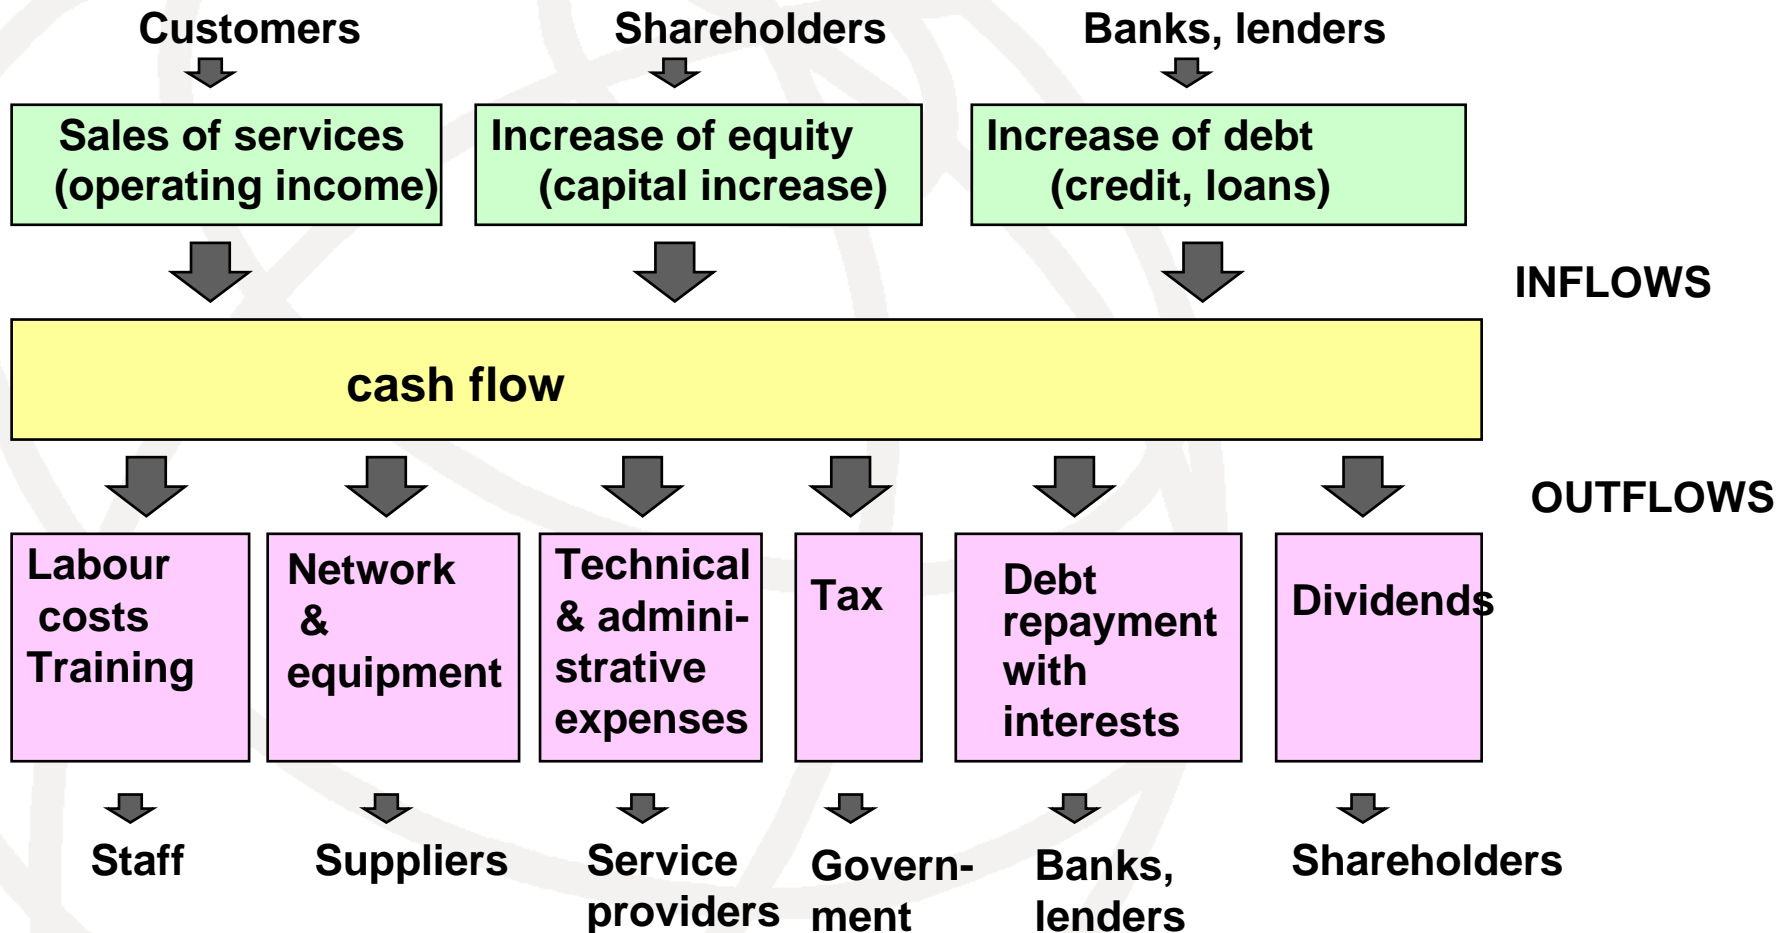 Customers
Shareholders
Banks, lenders
Sales of services
(operating income)
Increase of equity
(capital increase)
Increase of debt
(credit, loans)
INFLOWS
cash flow
OUTFLOWS
Labour
costs
Training
Network
&
equipment
Technical
& admini-
strative
expenses
Tax
Debt
repayment
with
interests
Dividends
Staff
Suppliers
Service
providers
Govern-
ment
Banks,
lenders
Shareholders